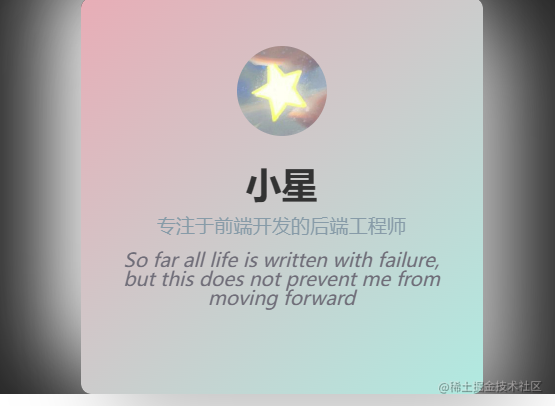 小星
专注于前端开发的后端工程师
So far all life is written with failure,
but this does not prevent me from
moving forward
@稀土掘金技术社区